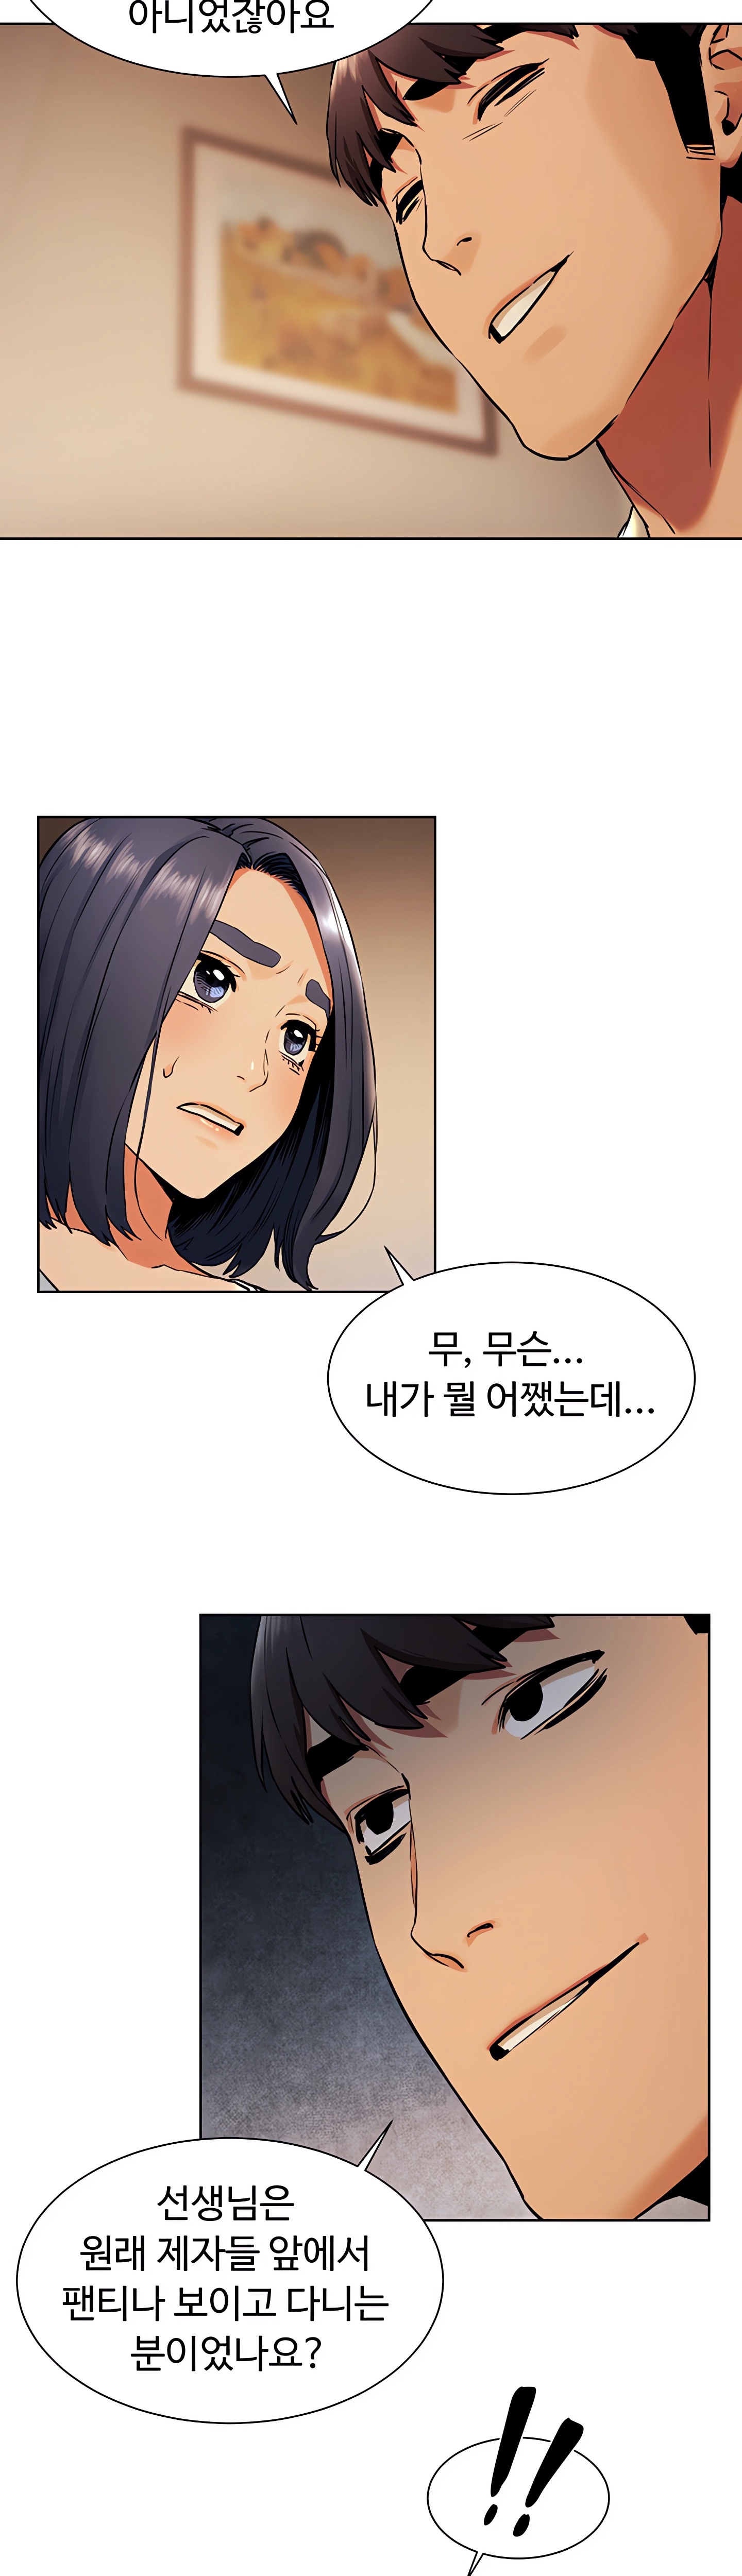 아니었잖아요
무, 무슨...
내가 뭘 어쨌는데...
선생님은
원래 제자들 앞에서
팬티나 보이고 다니는
분이었나요?
!!